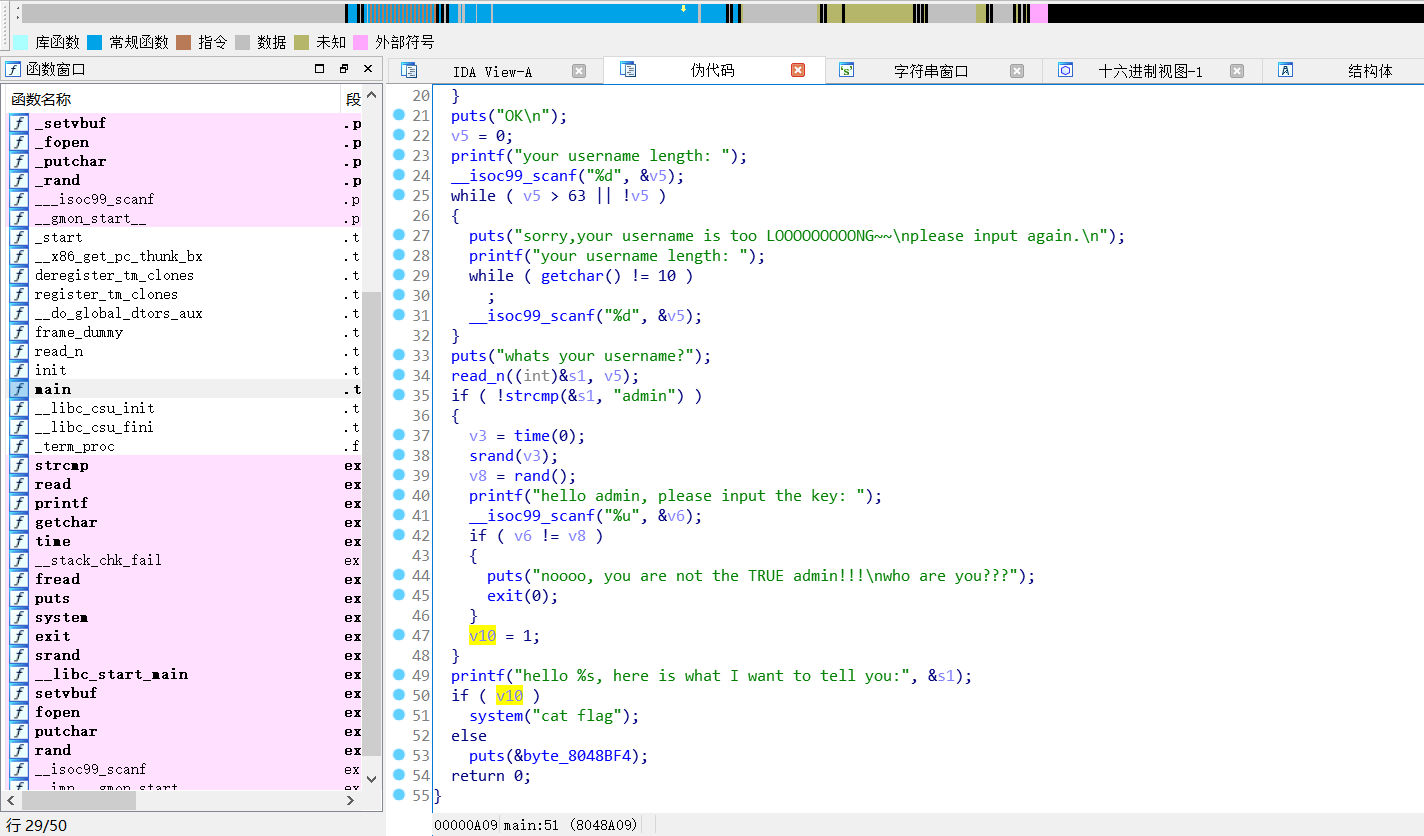 库函数 常规函数 指令 数据 未知 外部符号
函数窗口
IDA View-A 伪代码 字符串窗口 十六进制视图-1 结构体
函数名称 段
_setvbuf .p
_fopen .p
_putchar .p
_rand .p
___isoc99_scanf .p
__gmon_start__ .p
_start .t
__x86_get_pc_thunk_bx .t
deregister_tm_clones .t
register_tm_clones .t
__do_global_dtors_aux .t
frame_dummy .t
read_n .t
init .t
main .t
__libc_csu_init .t
__libc_csu_fini .t
_term_proc .f
strcmp ex
read ex
printf ex
getchar ex
time ex
__stack_chk_fail ex
fread ex
puts ex
system ex
exit ex
srand ex
__libc_start_main ex
setvbuf ex
fopen ex
putchar ex
rand ex
__isoc99_scanf ex
__imp___gmon_start ex
行 29/50
20 }
21 puts("OK\n");
22 v5 = 0;
23 printf("your username length: ");
24 __isoc99_scanf("%d", &v5);
25 while ( v5 > 63 || !v5 )
26 {
27 puts("sorry,your username is too LOOOOOOOOONG~~\nplease input again.\n");
28 printf("your username length: ");
29 while ( getchar() != 10 )
30 ;
31 __isoc99_scanf("%d", &v5);
32 }
33 puts("whats your username?");
34 read_n((int)&s1, v5);
35 if ( !strcmp(&s1, "admin") )
36 {
37 v3 = time(0);
38 srand(v3);
39 v8 = rand();
40 printf("hello admin, please input the key: ");
41 __isoc99_scanf("%u", &v6);
42 if ( v6 != v8 )
43 {
44 puts("noooo, you are not the TRUE admin!!!\nwho are you???");
45 exit(0);
46 }
47 v10 = 1;
48 }
49 printf("hello %s, here is what I want to tell you:", &s1);
50 if ( v10 )
51 system("cat flag");
52 else
53 puts(&byte_8048BF4);
54 return 0;
55 }
00000A09 main:51 (8048A09)